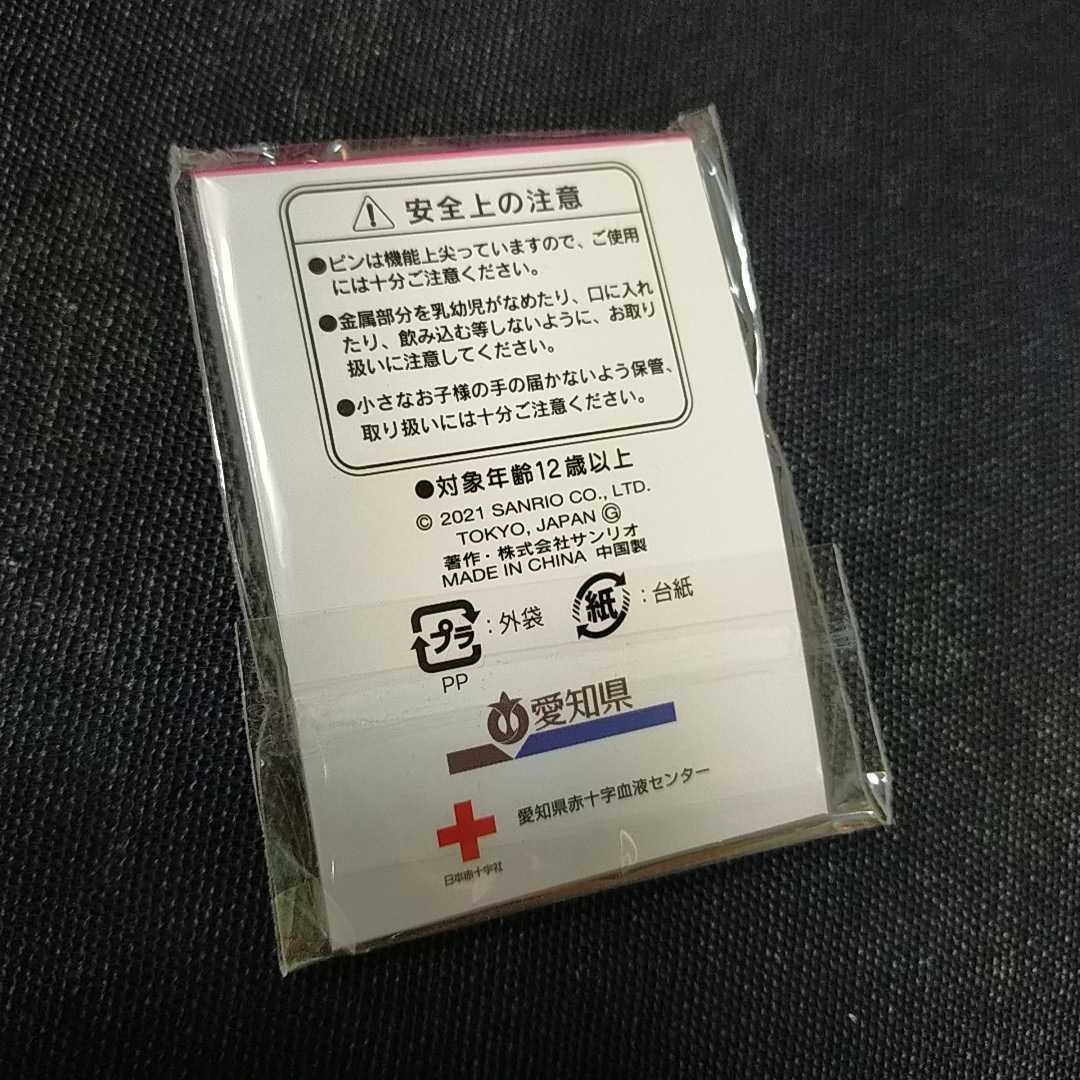 安全上の注意
●ピンは機能上尖っていますので、ご使用
には十分ご注意ください。
●金属部分を乳幼児がなめたり、口に入れ
たり、飲み込む等しないように、お取り
扱いに注意してください。
●小さなお子様の手の届かないよう保管、
取り扱いには十分ご注意ください。
●対象年齢12歳以上
© 2021 SANRIO CO., LTD.
TOKYO, JAPAN Ⓖ
著作・株式会社サンリオ
MADE IN CHINA 中国製
プラ : 外袋 紙 : 台紙
PP
愛知県
愛知県赤十字血液センター
日本赤十字社